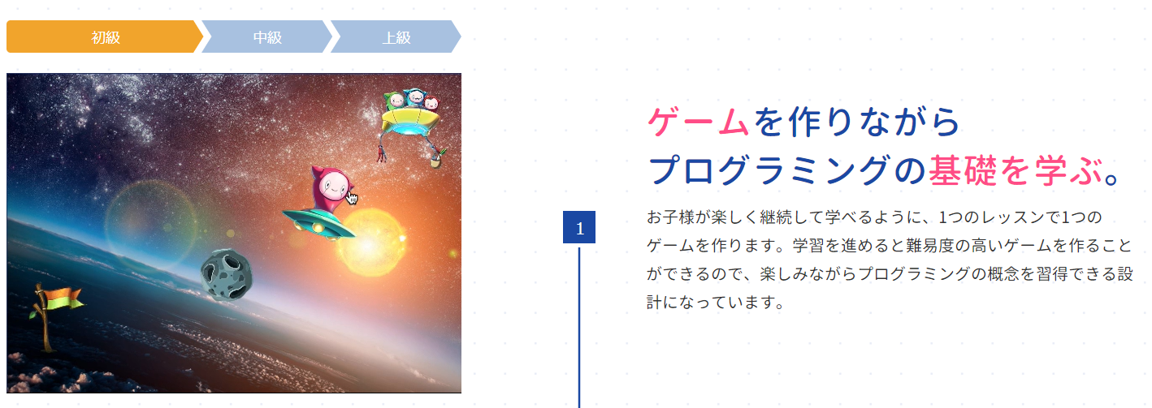 初級
中級
上級
ゲームを作りながら
プログラミングの基礎を学ぶ。
1
お子様が楽しく継続して学べるように、1つのレッスンで1つの
ゲームを作ります。学習を進めると難易度の高いゲームを作ること
ができるので、楽しみながらプログラミングの概念を習得できる設
計になっています。